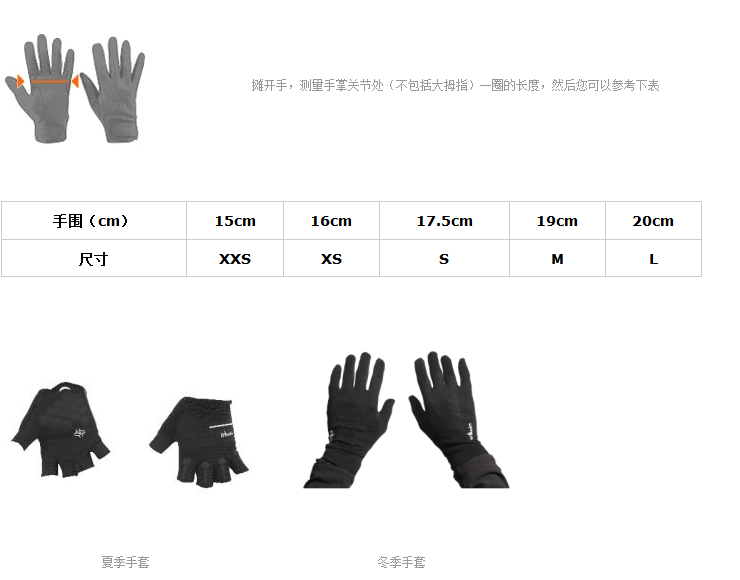 摊开手，测量手掌关节处（不包括大拇指）一圈的长度，然后您可以参考下表
手围（cm） 15cm 16cm 17.5cm 19cm 20cm
尺寸 XXS XS S M L
夏季手套 冬季手套